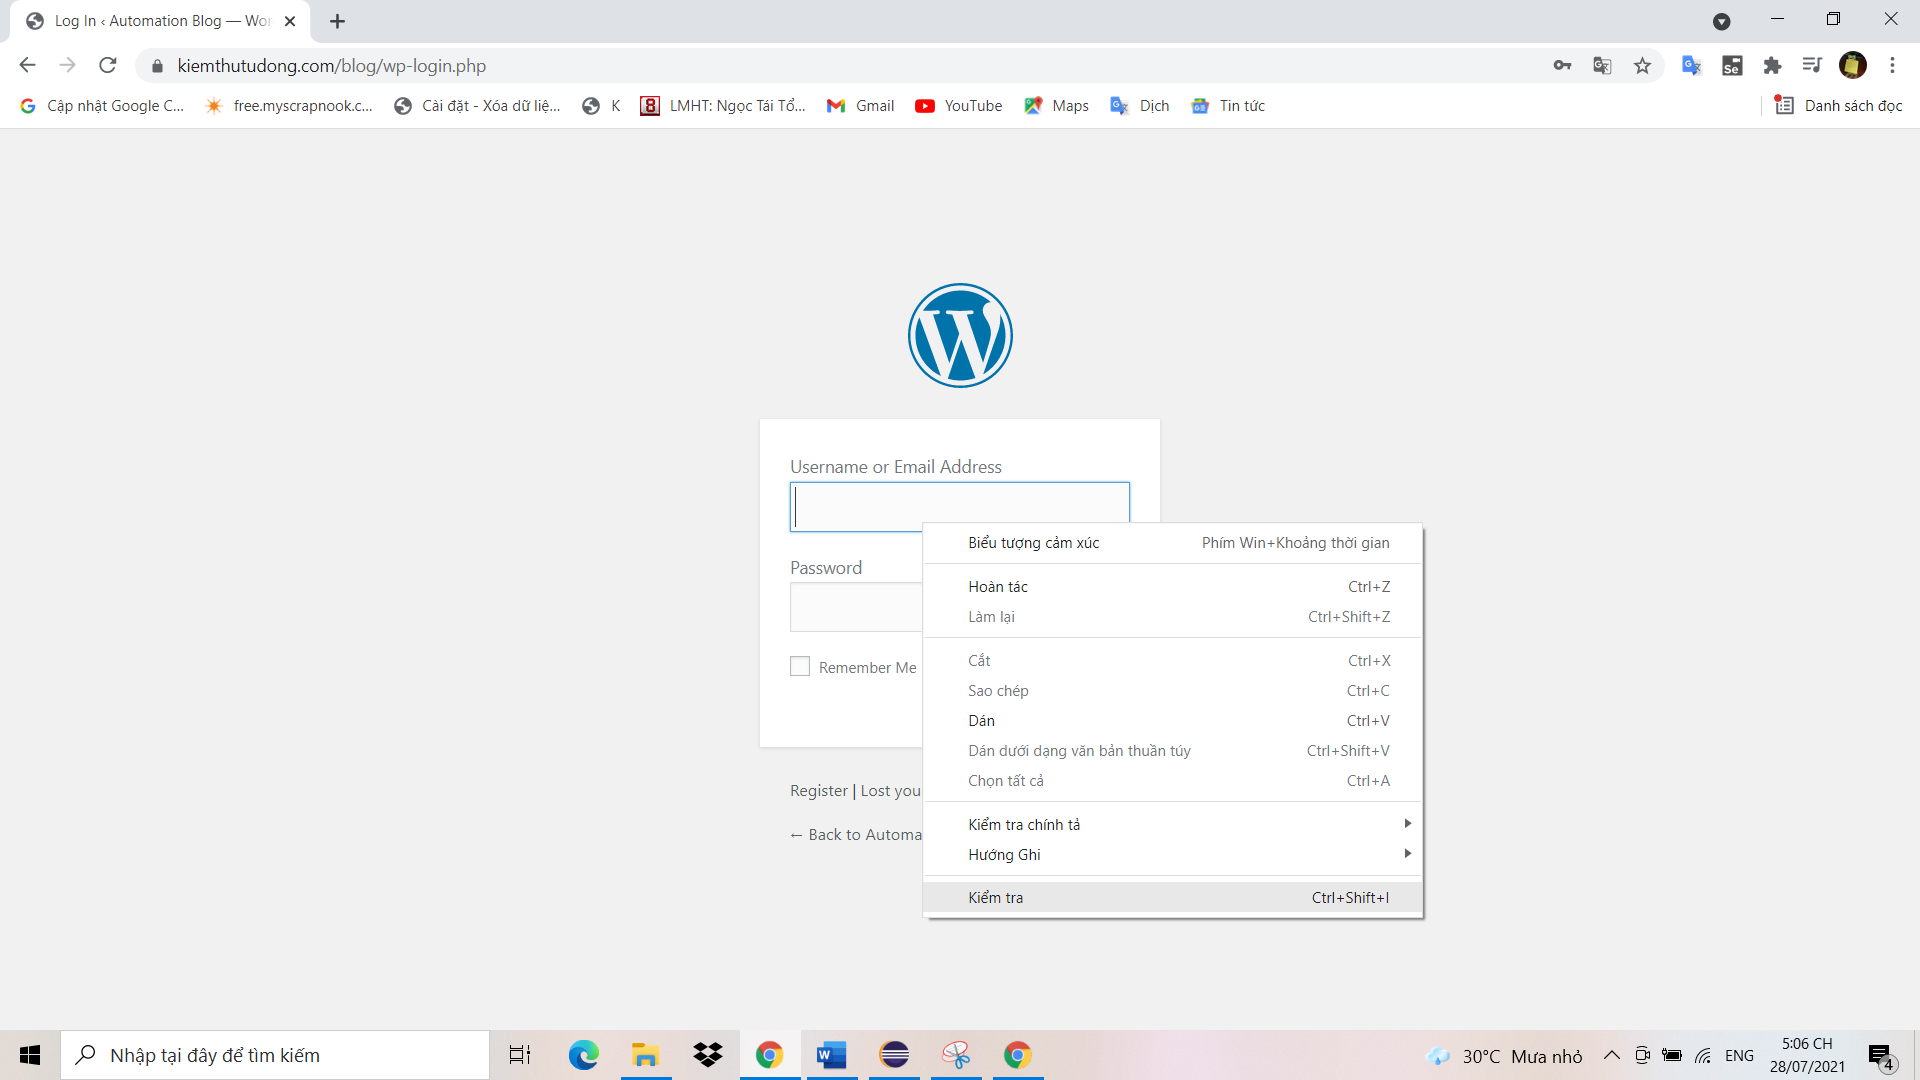 Log In ‹ Automation Blog — Wor
kiemthutudong.com/blog/wp-login.php
Cập nhật Google C...
free.myscrapnook.c...
Cài đặt - Xóa dữ liệ...
K
LMHT: Ngọc Tái Tổ...
Gmail
YouTube
Maps
Dịch
Tin tức
Danh sách đọc
Username or Email Address
Password
Remember Me
Register | Lost you
← Back to Automa
Biểu tượng cảm xúc Phím Win+Khoảng thời gian
Hoàn tác Ctrl+Z
Làm lại Ctrl+Shift+Z
Cắt Ctrl+X
Sao chép Ctrl+C
Dán Ctrl+V
Dán dưới dạng văn bản thuần túy Ctrl+Shift+V
Chọn tất cả Ctrl+A
Kiểm tra chính tả
Hướng Ghi
Kiểm tra Ctrl+Shift+I
Nhập tại đây để tìm kiếm
30°C Mưa nhỏ
ENG
5:06 CH
28/07/2021
4